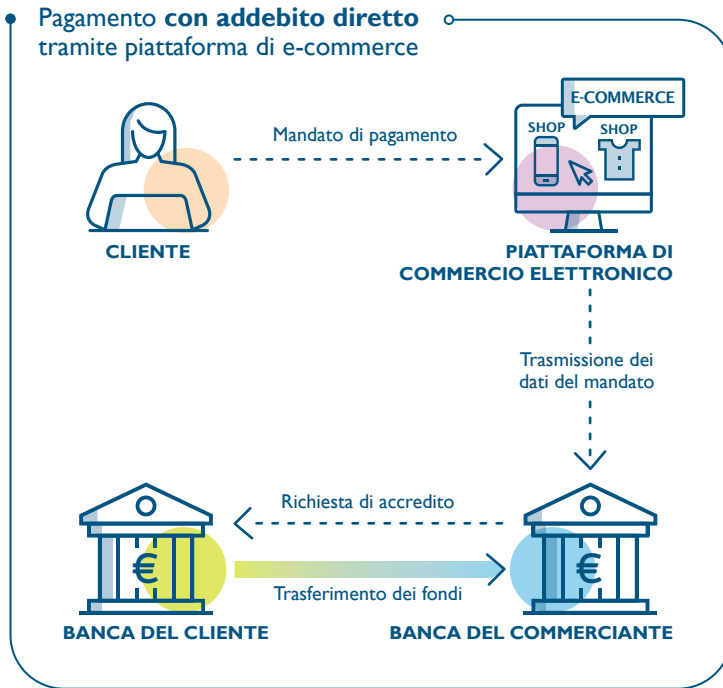 Pagamento con addebito diretto
tramite piattaforma di e-commerce
E-COMMERCE
SHOP
SHOP
Mandato di pagamento
CLIENTE
PIATTAFORMA DI
COMMERCIO ELETTRONICO
Trasmissione dei
dati del mandato
Richiesta di accredito
€
€
Trasferimento dei fondi
BANCA DEL CLIENTE
BANCA DEL COMMERCIANTE